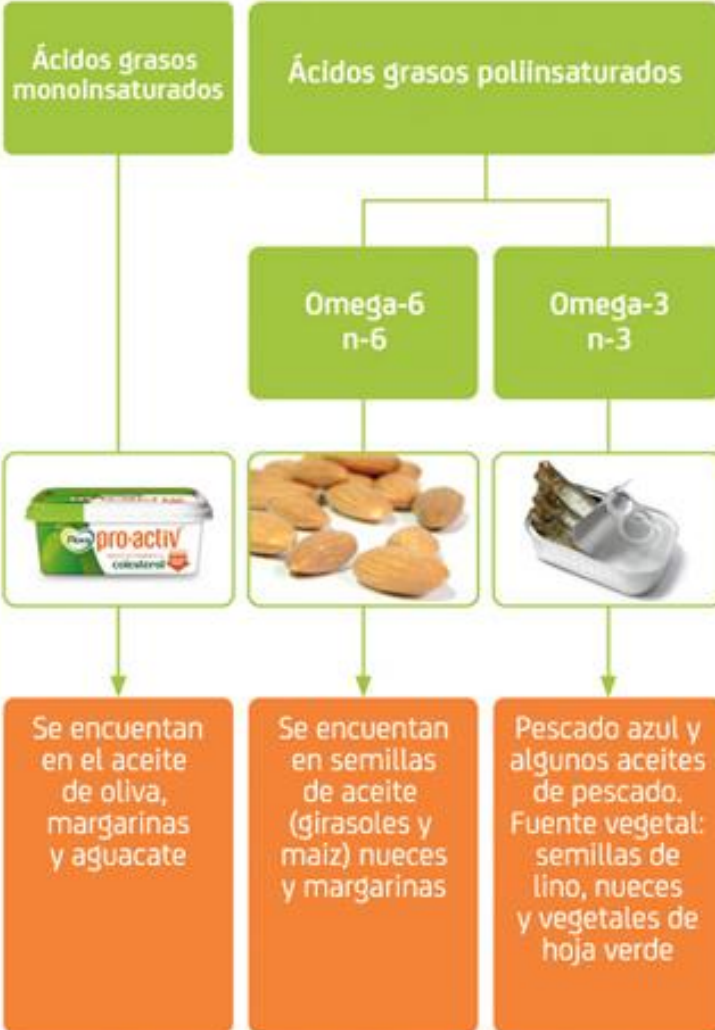 Ácidos grasos
monoinsaturados
Ácidos grasos poliinsaturados
Omega-6
n-6
Omega-3
n-3
Flora
pro·activ
colesterol
Se encuentan
en el aceite
de oliva,
margarinas
y aguacate
Se encuentan
en semillas
de aceite
(girasoles y
maiz) nueces
y margarinas
Pescado azul y
algunos aceites
de pescado.
Fuente vegetal:
semillas de
lino, nueces
y vegetales de
hoja verde